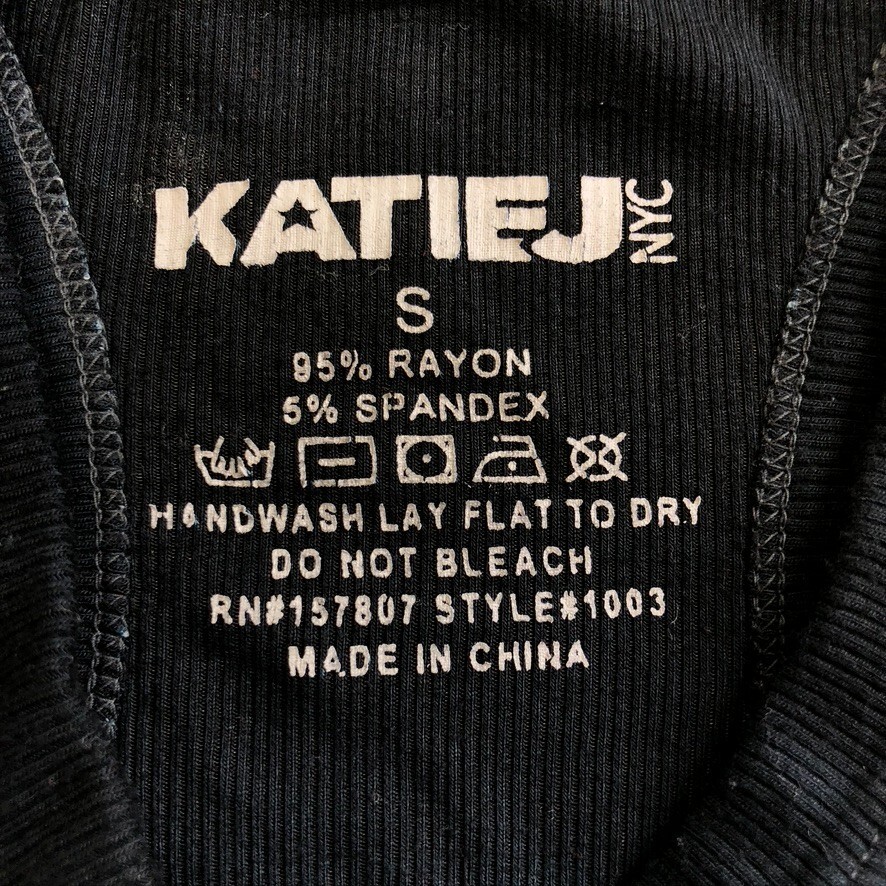 KATIEJ NYC
S
95% RAYON
5% SPANDEX
HANDWASH LAY FLAT TO DRY
DO NOT BLEACH
RN#157807 STYLE#1003
MADE IN CHINA